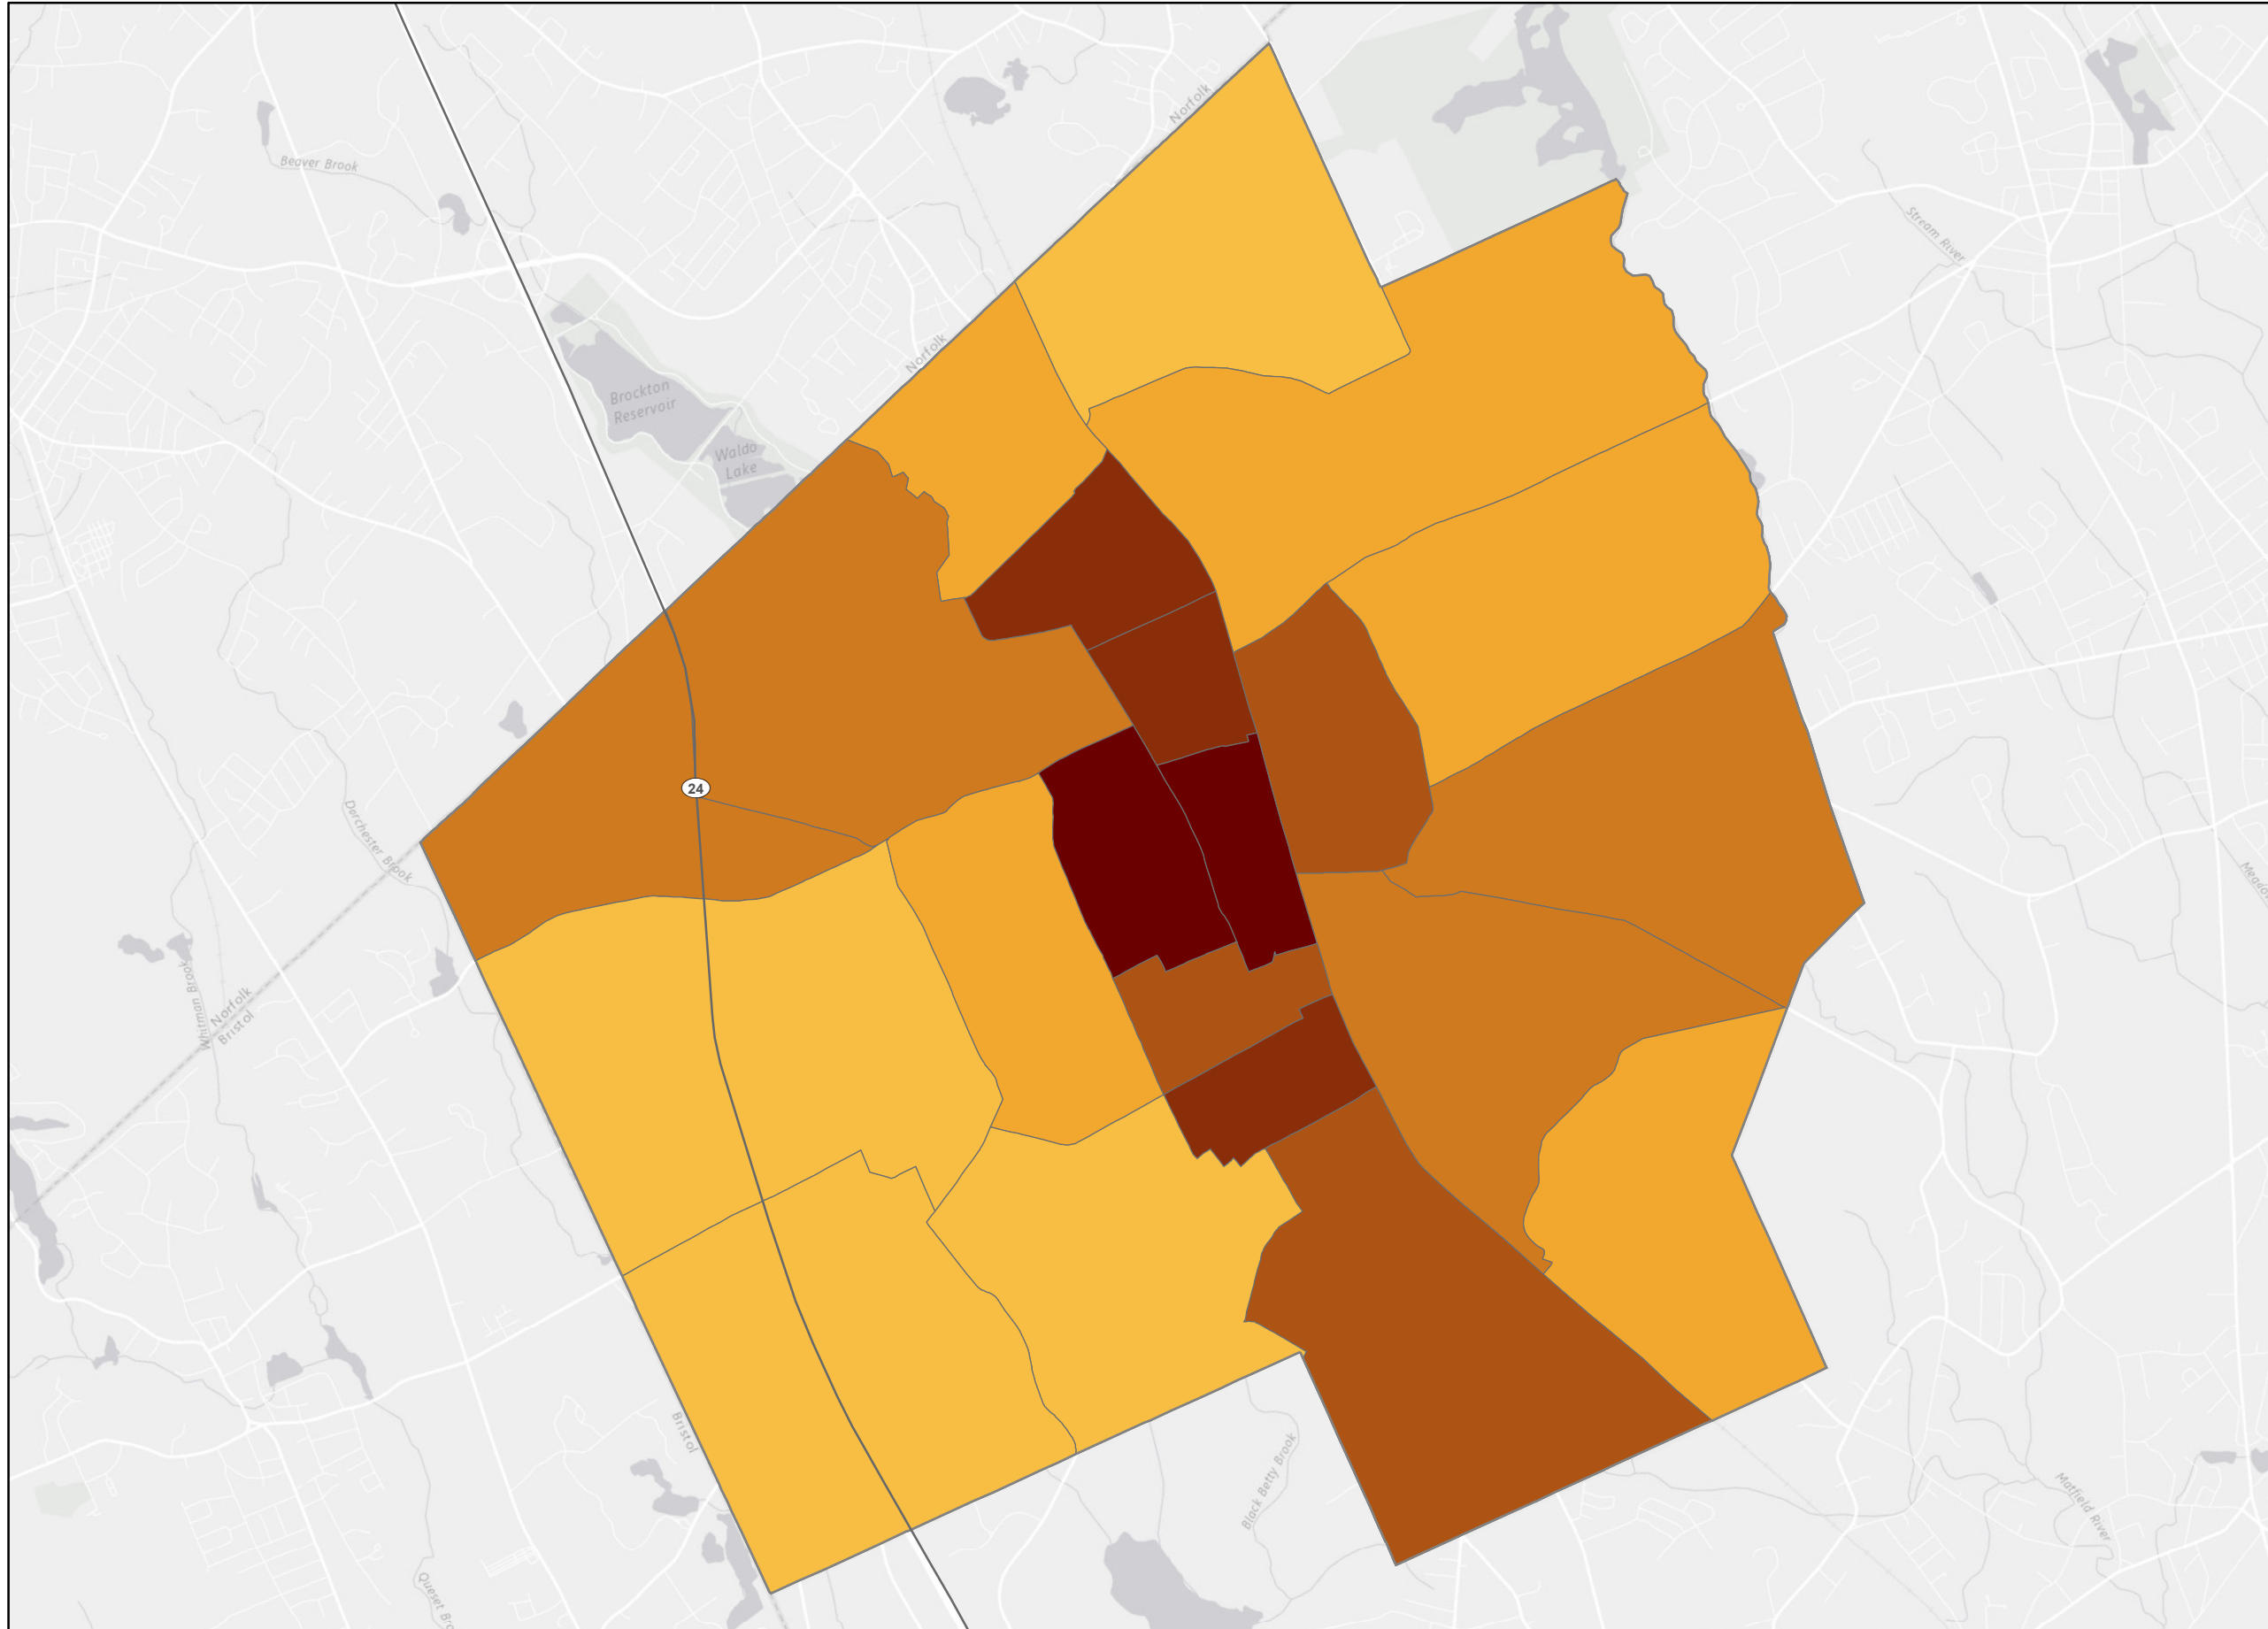 Norfolk
Beaver Brook
Stream River
Norfolk
Brockton
Reservoir
Waldo
Lake
24
Dorchester Brook
Whitman Brook
Norfolk
Bristol
Bristol
Black Betty Brook
Matfield River